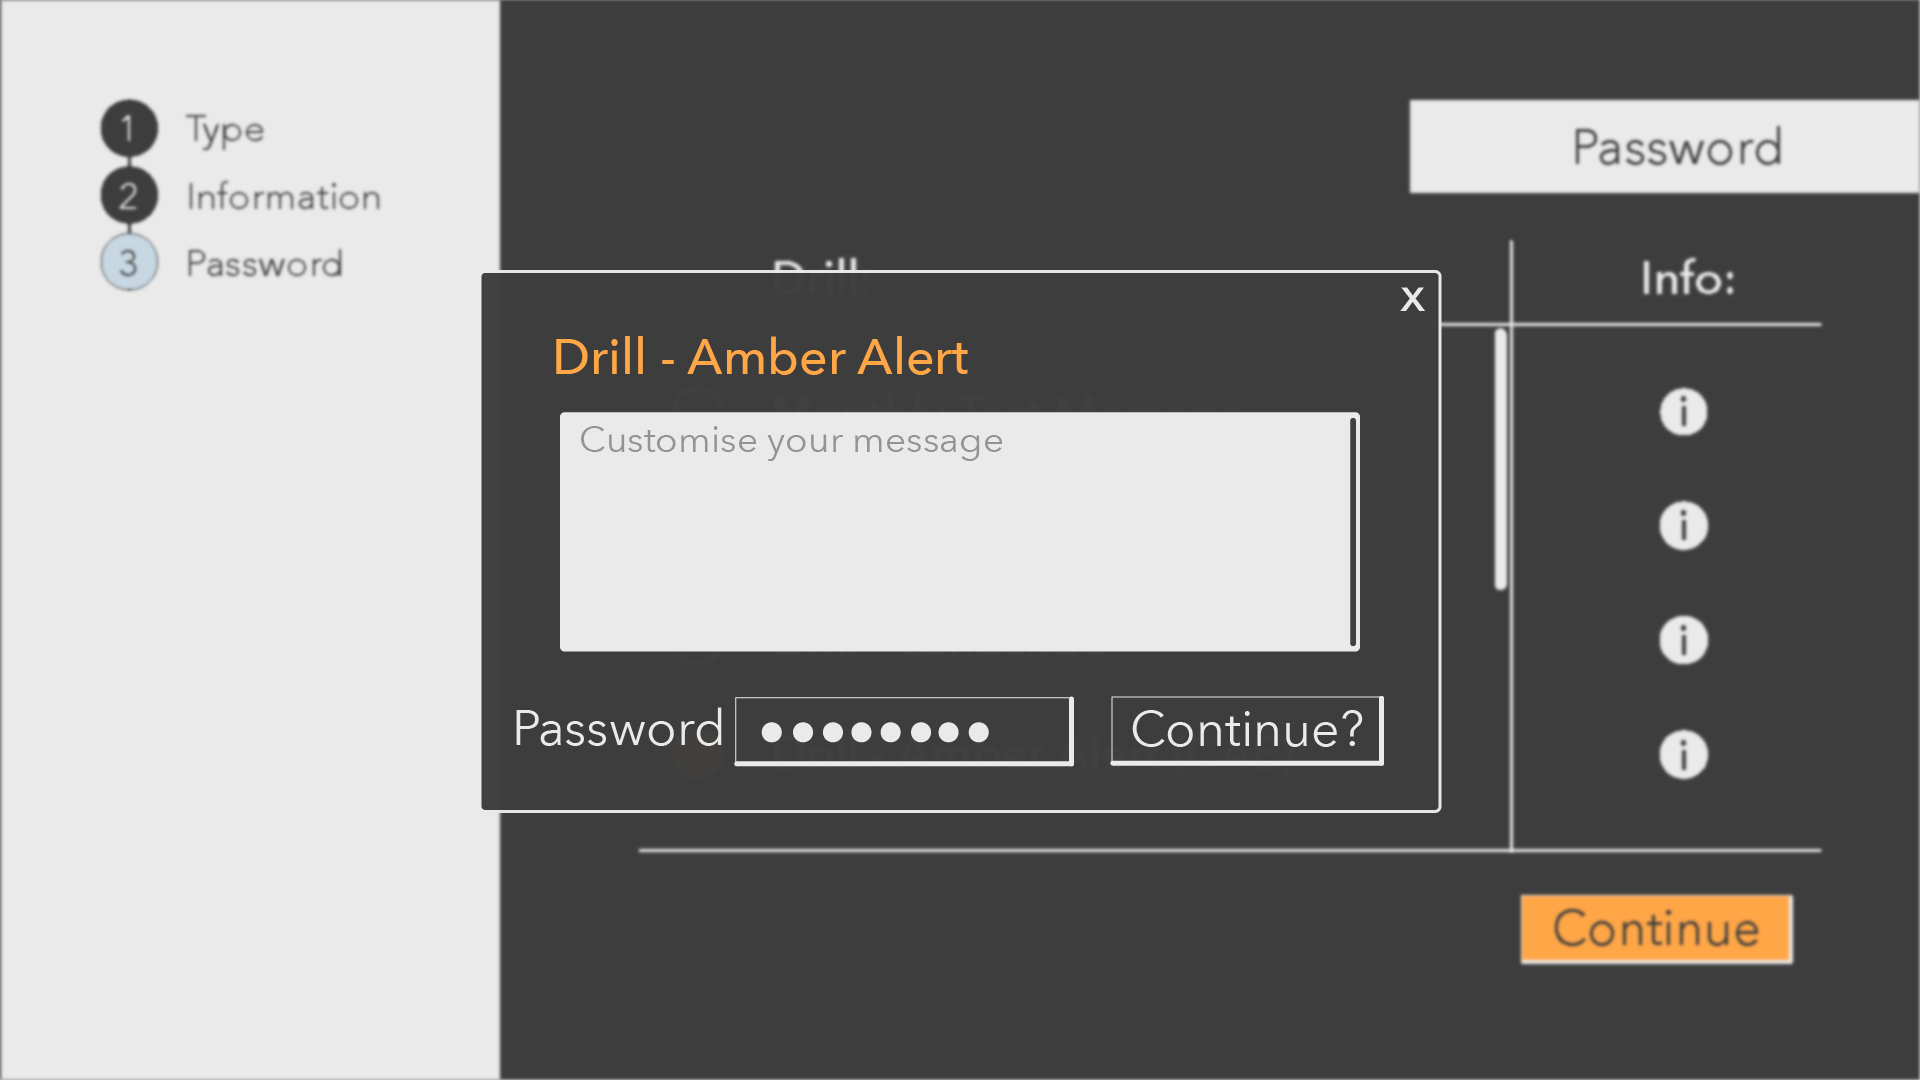 1 Type
2 Information
3 Password
Password
Drill:
Info:
x
Drill - Amber Alert
Customise your message
i
i
i
i
Password ●●●●●●●●
Continue?
Continue